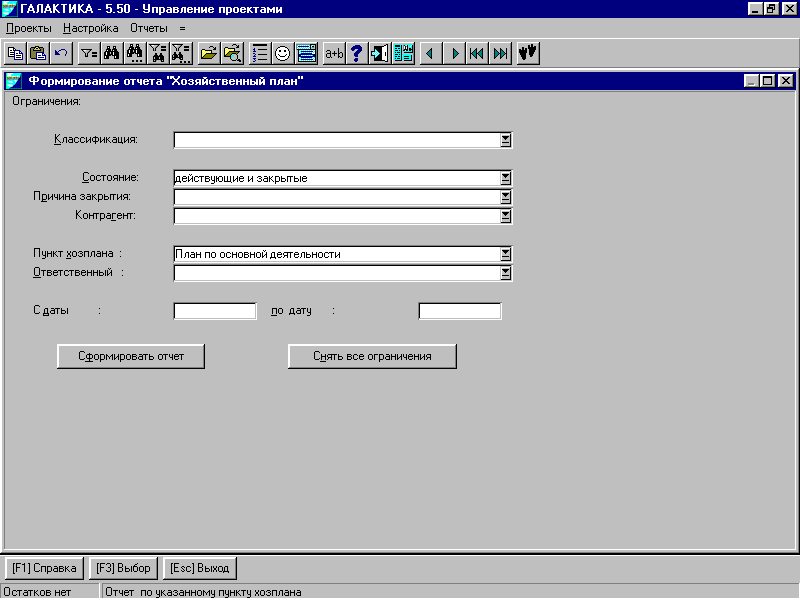 ГАЛАКТИКА - 5.50 - Управление проектами
Проекты Настройка Отчеты =
a+b
Формирование отчета "Хозяйственный план"
Ограничения:
Классификация:
Состояние: действующие и закрытые
Причина закрытия:
Контрагент:
Пункт хозплана : План по основной деятельности
Ответственный :
С даты : по дату :
Сформировать отчет Снять все ограничения
[F1] Справка [F3] Выбор [Esc] Выход
Остатков нет Отчет по указанному пункту хозплана